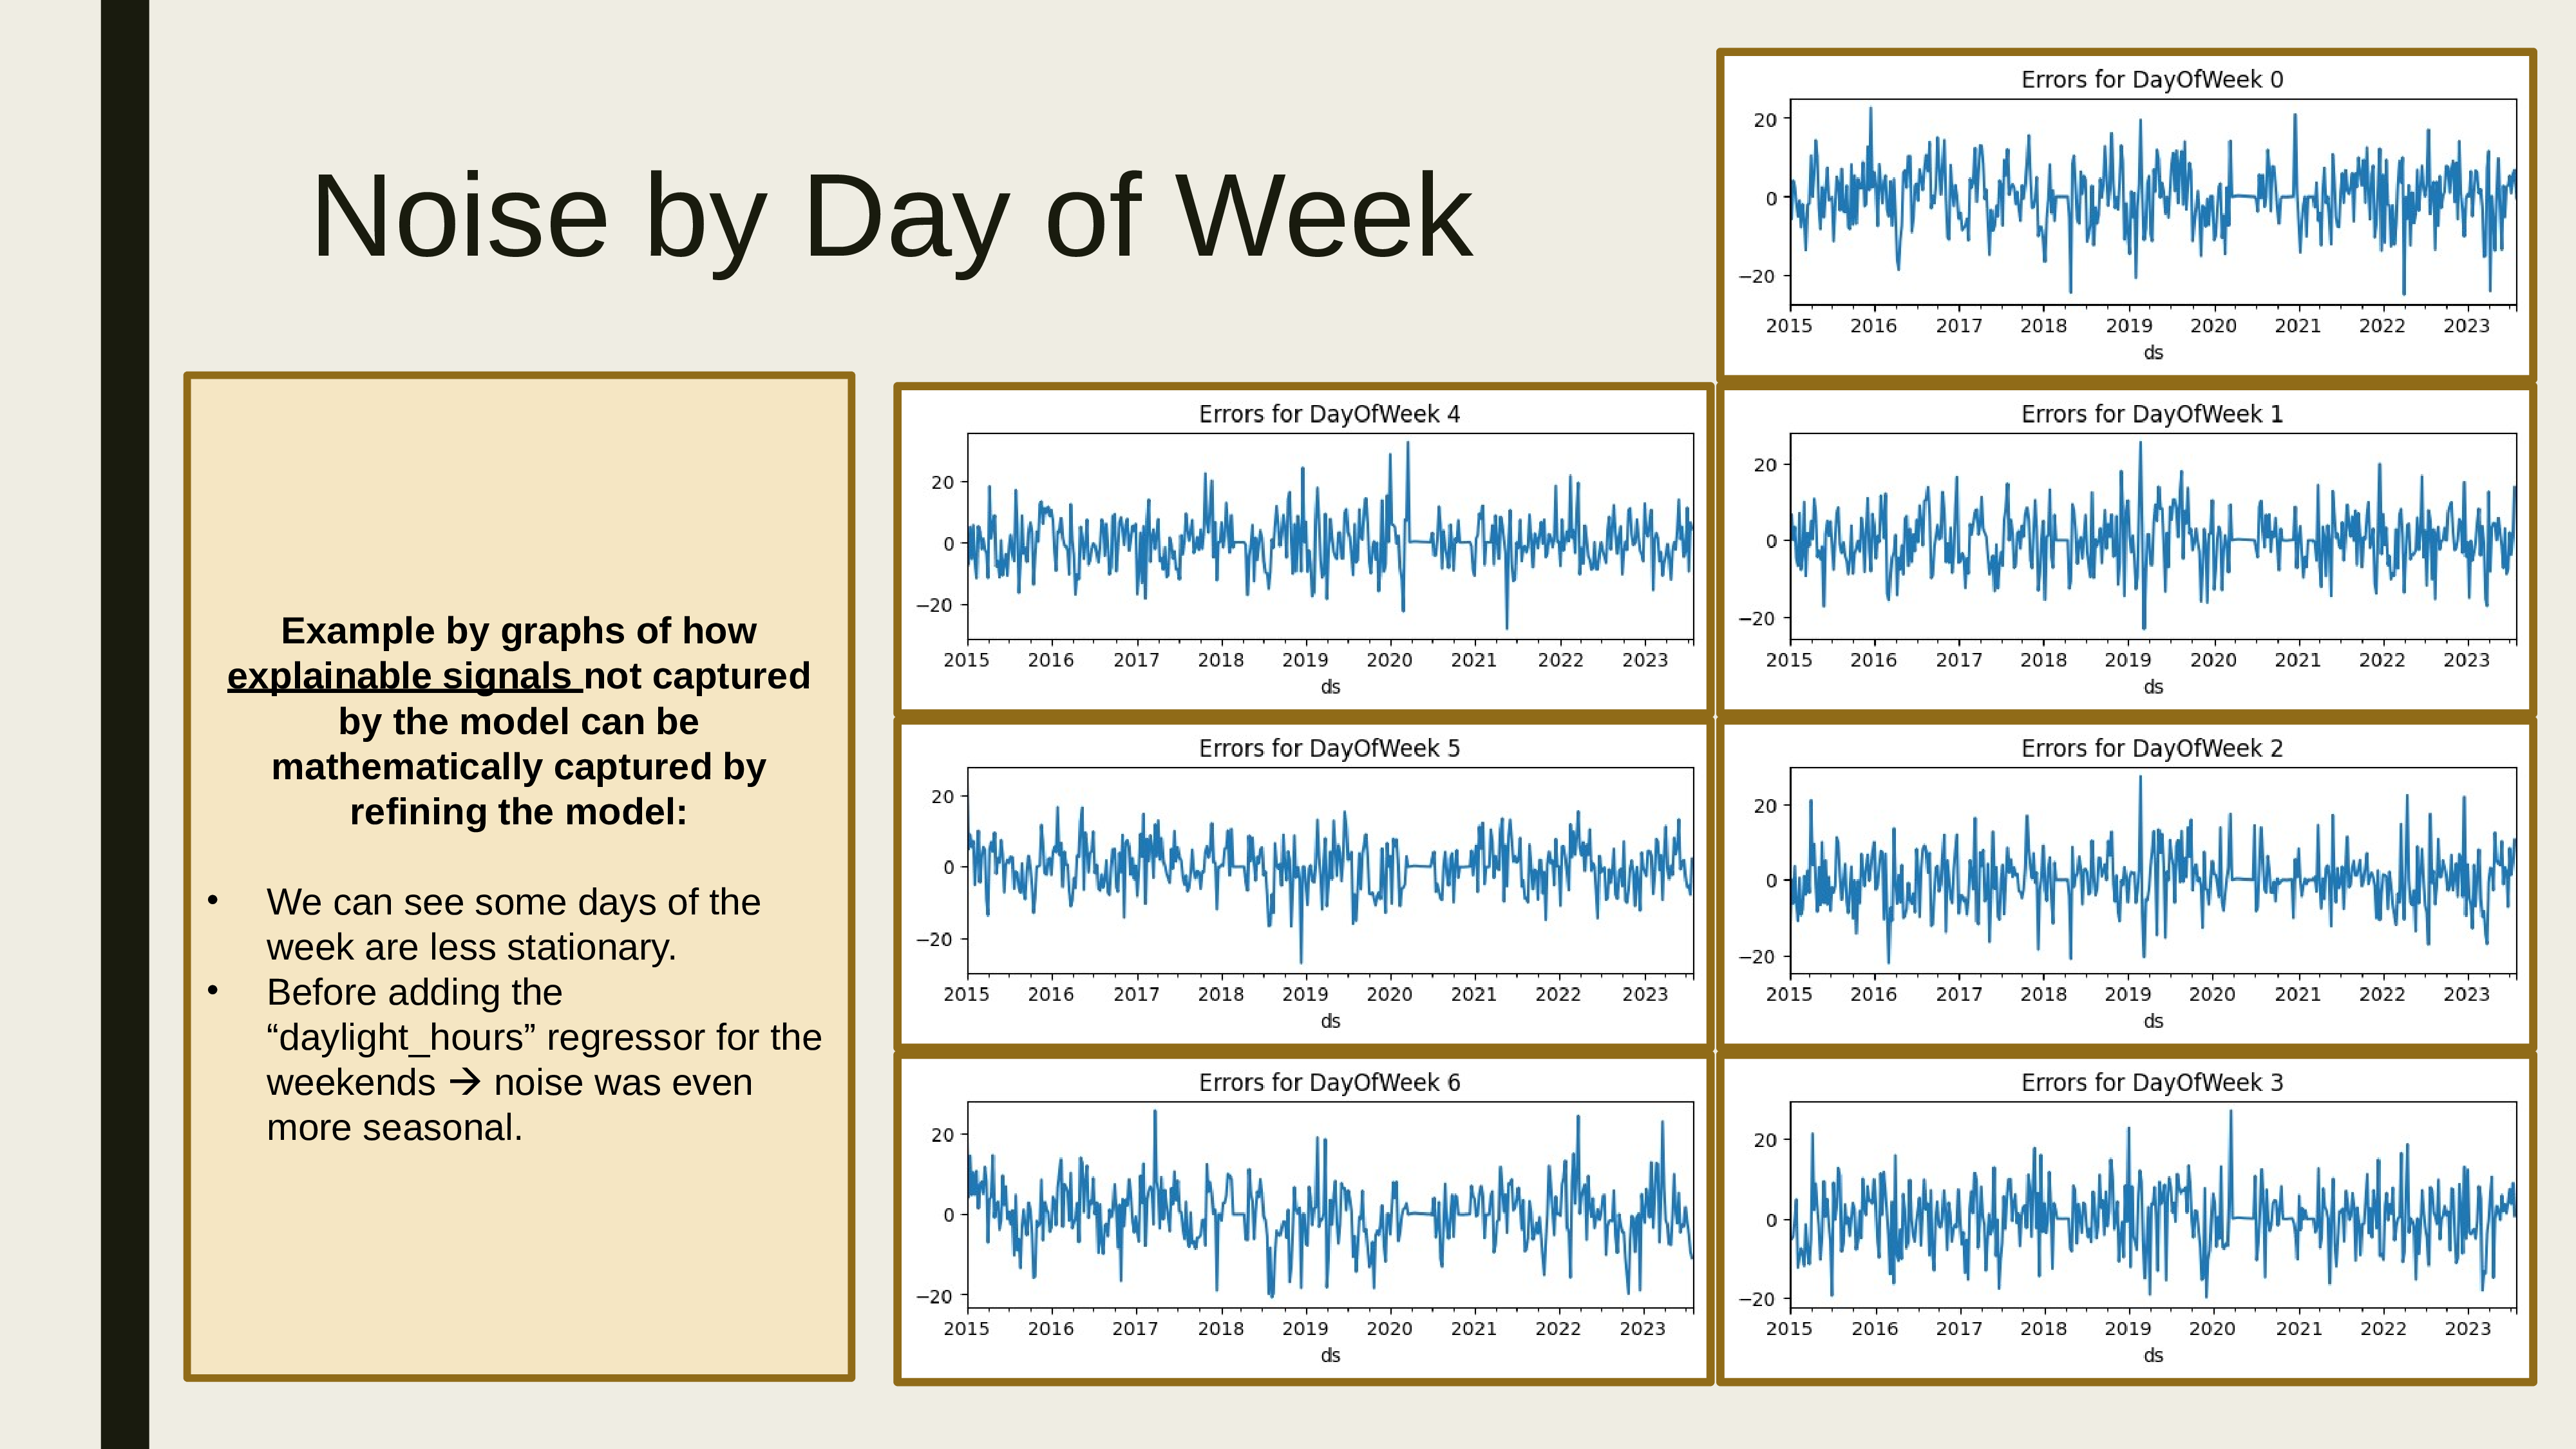 Noise by Day of Week
Example by graphs of how
explainable signals not captured
by the model can be
mathematically captured by
refining the model:
• We can see some days of the
week are less stationary.
• Before adding the
“daylight_hours” regressor for the
weekends → noise was even
more seasonal.
Errors for DayOfWeek 0
20
0
−20
2015 2016 2017 2018 2019 2020 2021 2022 2023
ds
Errors for DayOfWeek 4
20
0
−20
2015 2016 2017 2018 2019 2020 2021 2022 2023
ds
Errors for DayOfWeek 1
20
0
−20
2015 2016 2017 2018 2019 2020 2021 2022 2023
ds
Errors for DayOfWeek 5
20
0
−20
2015 2016 2017 2018 2019 2020 2021 2022 2023
ds
Errors for DayOfWeek 2
20
0
−20
2015 2016 2017 2018 2019 2020 2021 2022 2023
ds
Errors for DayOfWeek 6
20
0
−20
2015 2016 2017 2018 2019 2020 2021 2022 2023
ds
Errors for DayOfWeek 3
20
0
−20
2015 2016 2017 2018 2019 2020 2021 2022 2023
ds